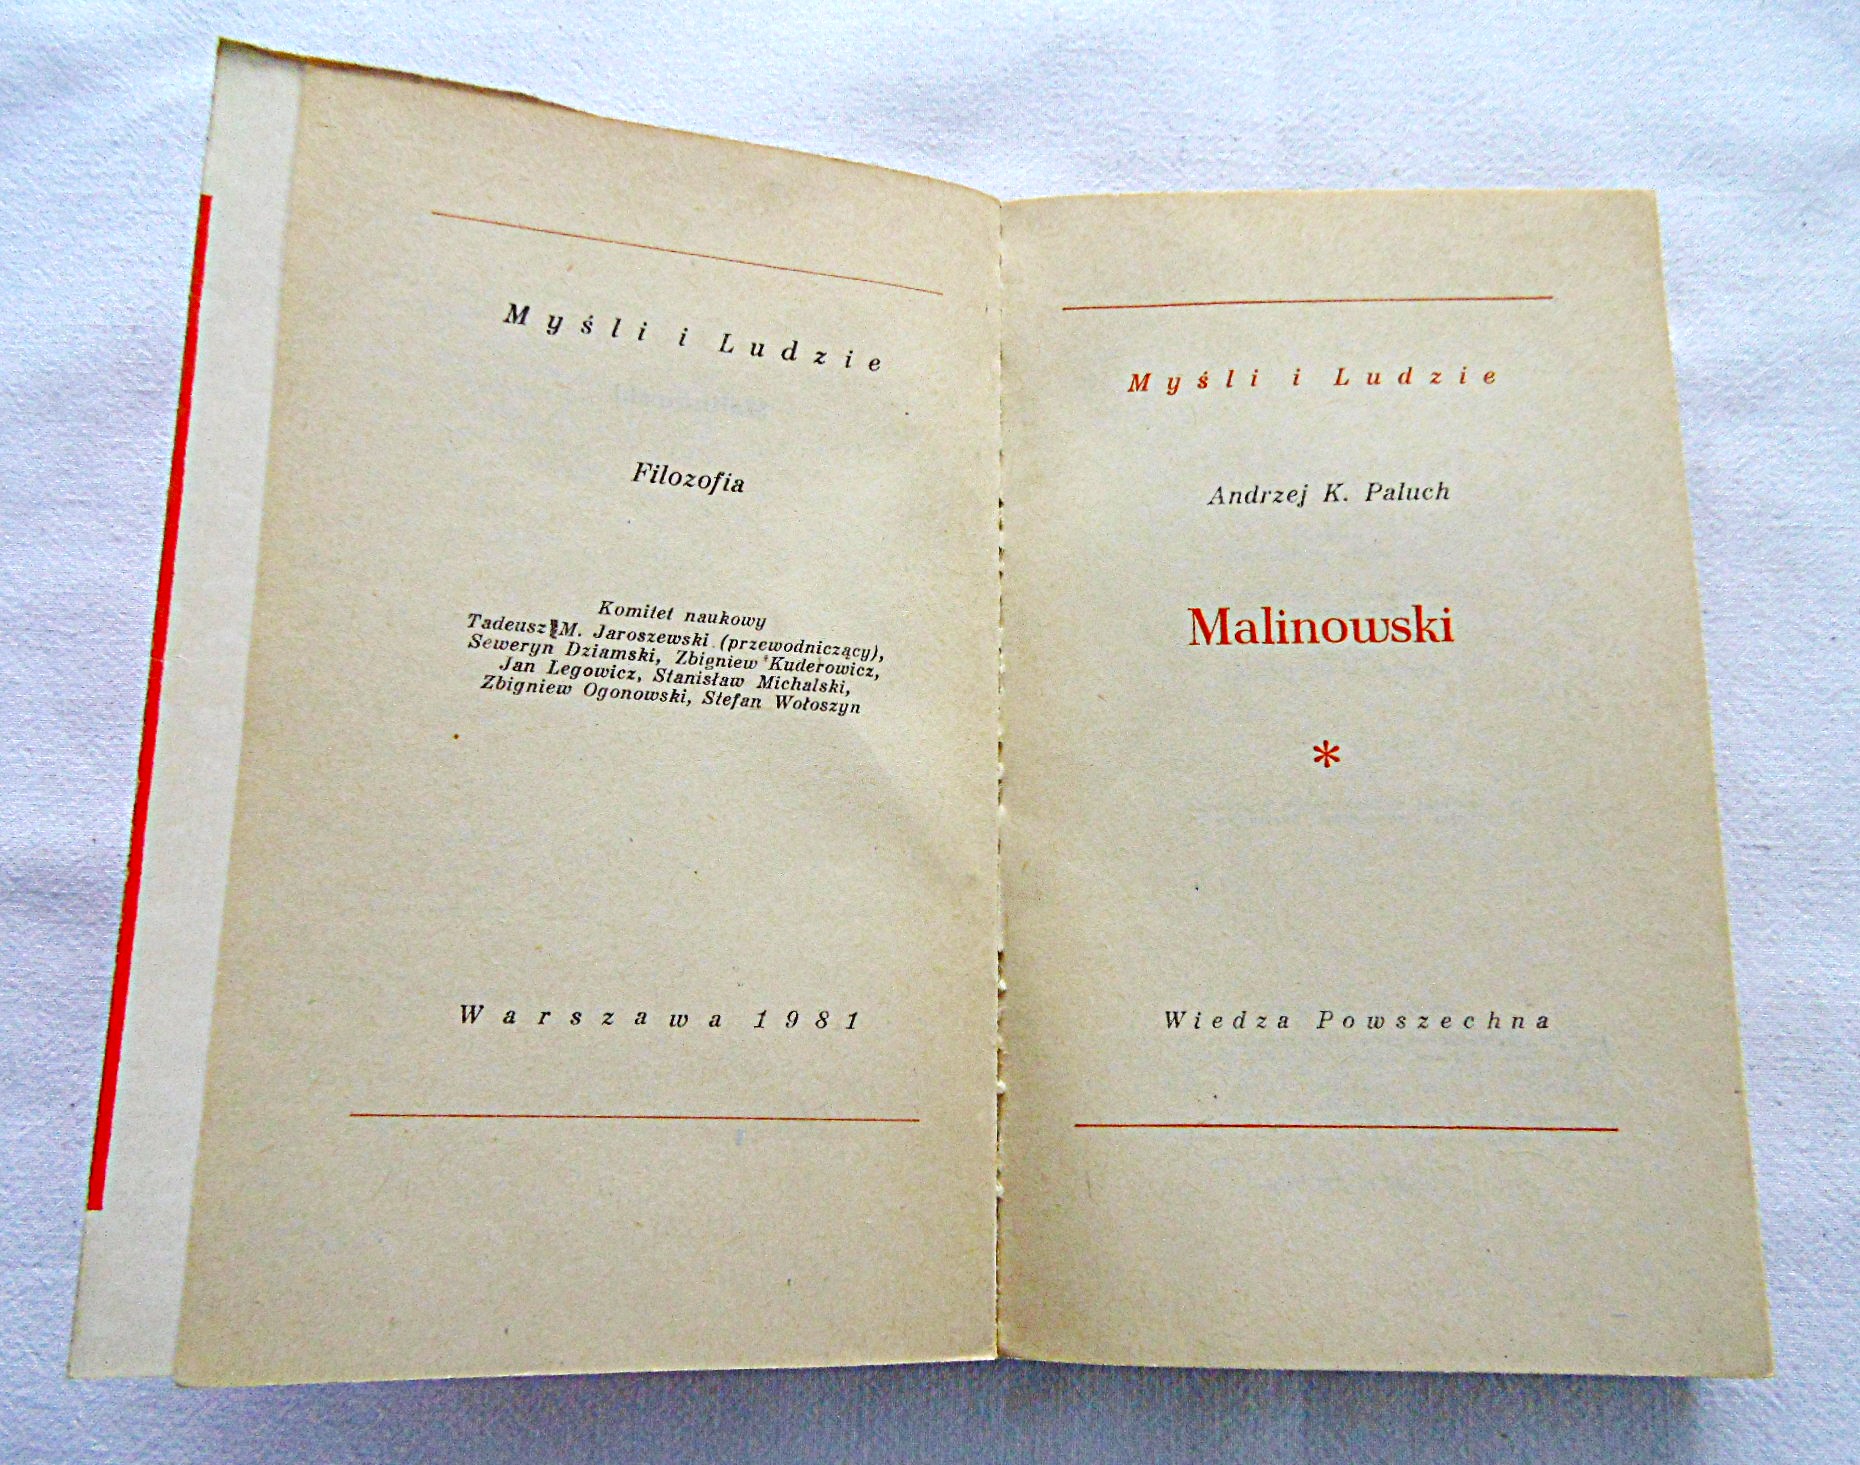 Myśli i Ludzie
Filozofia
Komitet naukowy
Tadeusz M. Jaroszewski (przewodniczący),
Seweryn Dziamski, Zbigniew Kuderowicz,
Jan Legowicz, Stanisław Michalski,
Zbigniew Ogonowski, Stefan Wołoszyn
Warszawa 1981
Myśli i Ludzie
Andrzej K. Paluch
Malinowski
*
Wiedza Powszechna